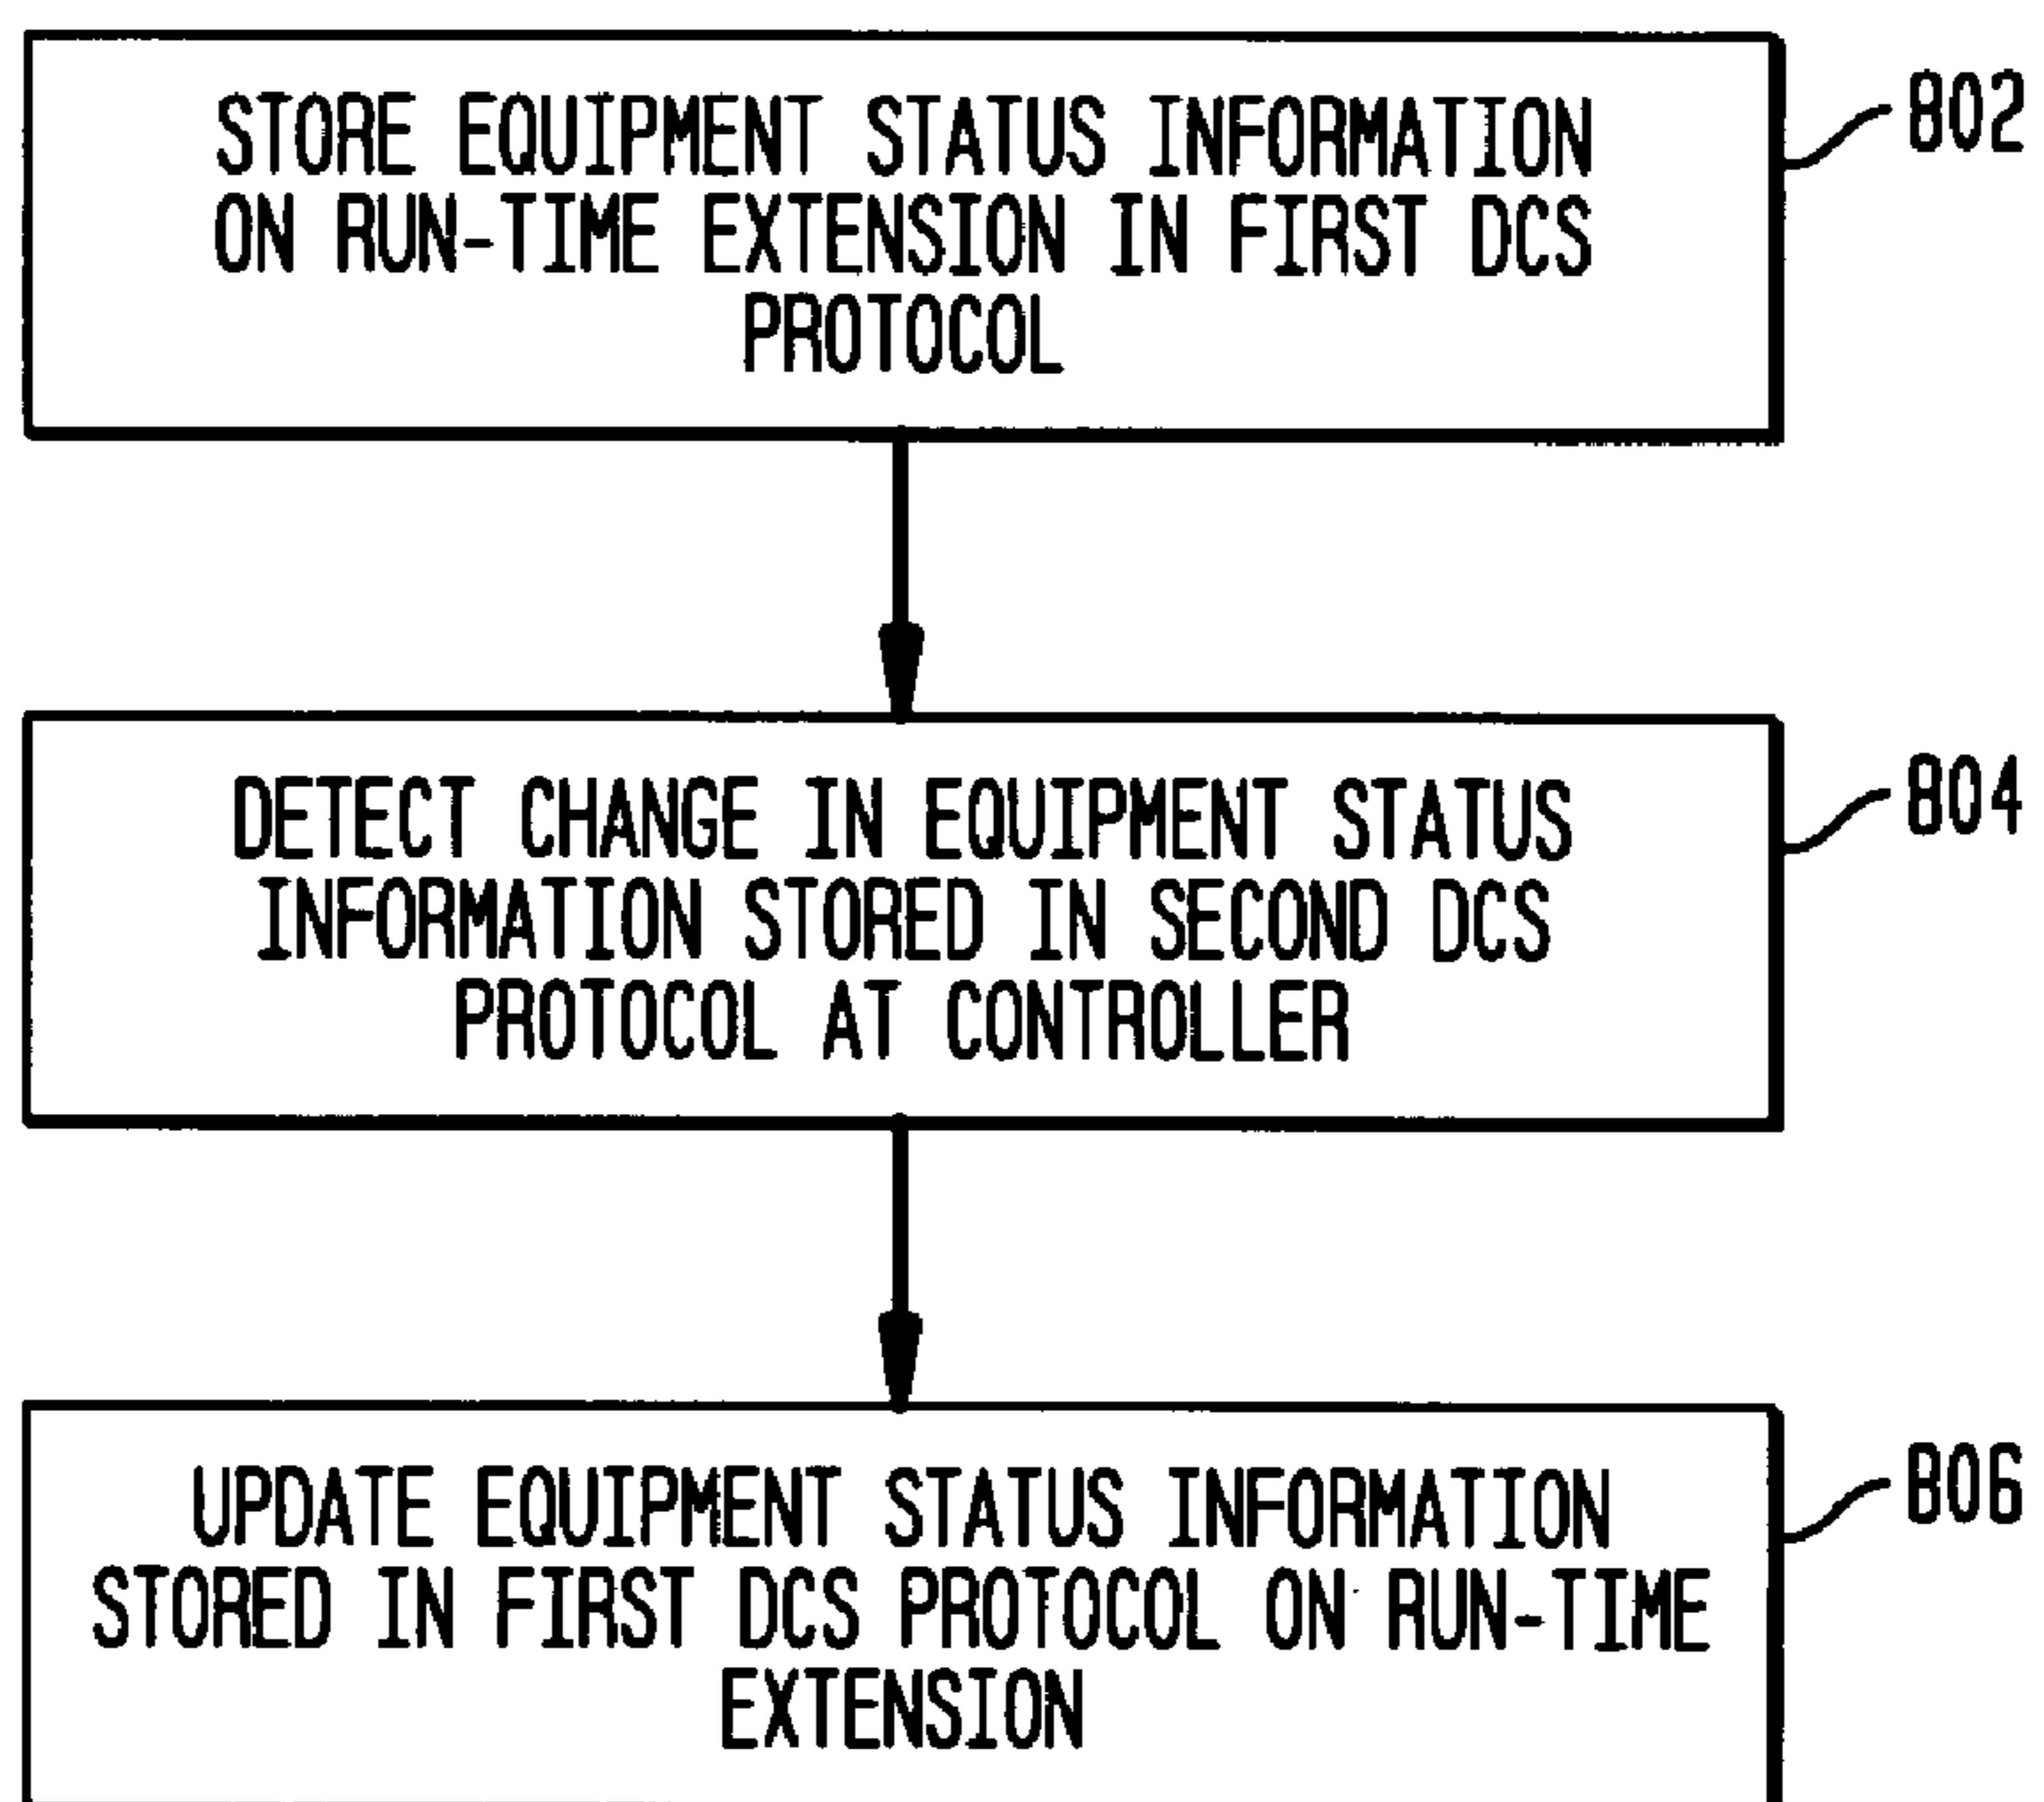 STORE EQUIPMENT STATUS INFORMATION
ON RUN-TIME EXTENSION IN FIRST DCS
PROTOCOL
802
DETECT CHANGE IN EQUIPMENT STATUS
INFORMATION STORED IN SECOND DCS
PROTOCOL AT CONTROLLER
804
UPDATE EQUIPMENT STATUS INFORMATION
STORED IN FIRST DCS PROTOCOL ON RUN-TIME
EXTENSION
806